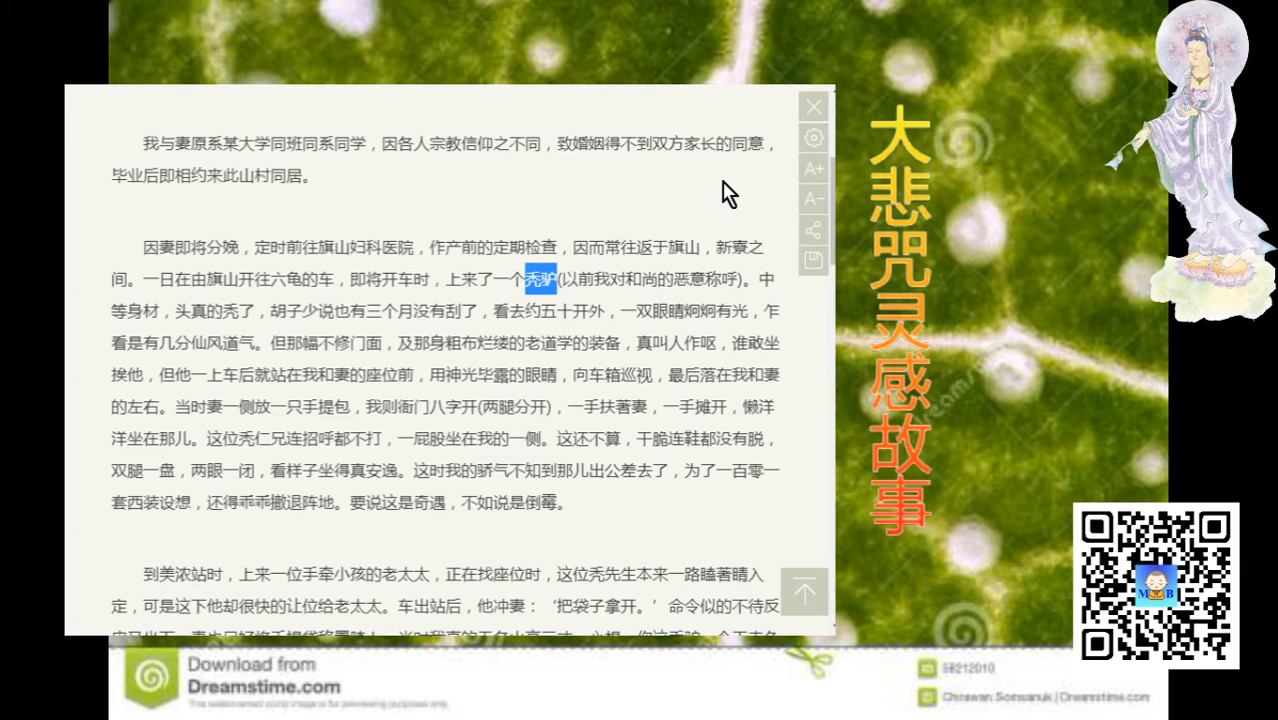 我与妻原系某大学同班同系同学，因各人宗教信仰之不同，致婚姻得不到双方家长的同意，
毕业后即相约来此山村同居。
因妻即将分娩，定时前往旗山妇科医院，作产前的定期检查，因而常往返于旗山，新寮之
间。一日在由旗山开往六龟的车，即将开车时，上来了一个秃驴(以前我对和尚的恶意称呼)。中
等身材，头真的秃了，胡子少说也有三个月没有刮了，看去约五十开外，一双眼睛炯炯有光，乍
看是有几分仙风道气。但那幅不修门面，及那身粗布烂缕的老道学的装备，真叫人作呕，谁敢坐
挨他，但他一上车后就站在我和妻的座位前，用神光毕露的眼睛，向车箱巡视，最后落在我和妻
的左右。当时妻一侧放一只手提包，我则衙门八字开(两腿分开)，一手扶著妻，一手摊开，懒洋
洋坐在那儿。这位秃仁兄连招呼都不打，一屁股坐在我的一侧。这还不算，干脆连鞋都没有脱，
双腿一盘，两眼一闭，看样子坐得真安逸。这时我的骄气不知到那儿出公差去了，为了一百零一
套西装设想，还得乖乖撤退阵地。要说这是奇遇，不如说是倒霉。
到美浓站时，上来一位手牵小孩的老太太，正在找座位时，这位秃先生本来一路瞌著睛入
定，可是这下他却很快的让位给老太太。车出站后，他冲妻：‘把袋子拿开。’命令似的不待反
A+
A-
大悲咒灵感故事
M B
Download from
Dreamstime.com
This watermarked comp image is for previewing purposes only.
ID 58212010
Chirawan Somsanuk | Dreamstime.com